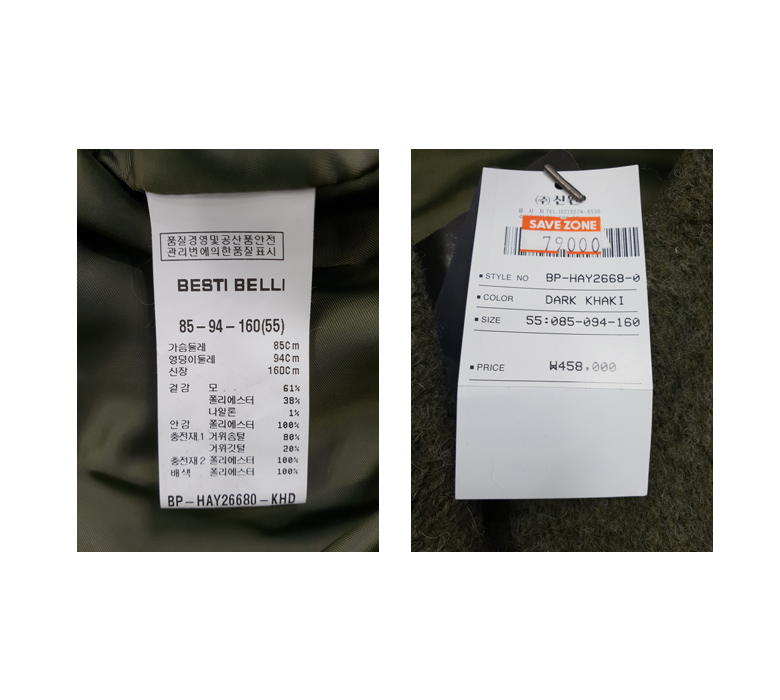 품질경영및공산품안전
관리법에의한품질표시
BESTI BELLI
85-94-160(55)
가슴둘레 85Cm
엉덩이둘레 94Cm
신장 160Cm
겉감 모 61%
폴리에스터 38%
나일론 1%
안감 폴리에스터 100%
충전재1 거위솜털 80%
거위깃털 20%
충전재2 폴리에스터 100%
배색 폴리에스터 100%
BP-HAY26680-KHD
(주)신원
SAVE ZONE
79000
STYLE NO BP-HAY2668-0
COLOR DARK KHAKI
SIZE 55:085-094-160
PRICE ₩458,000